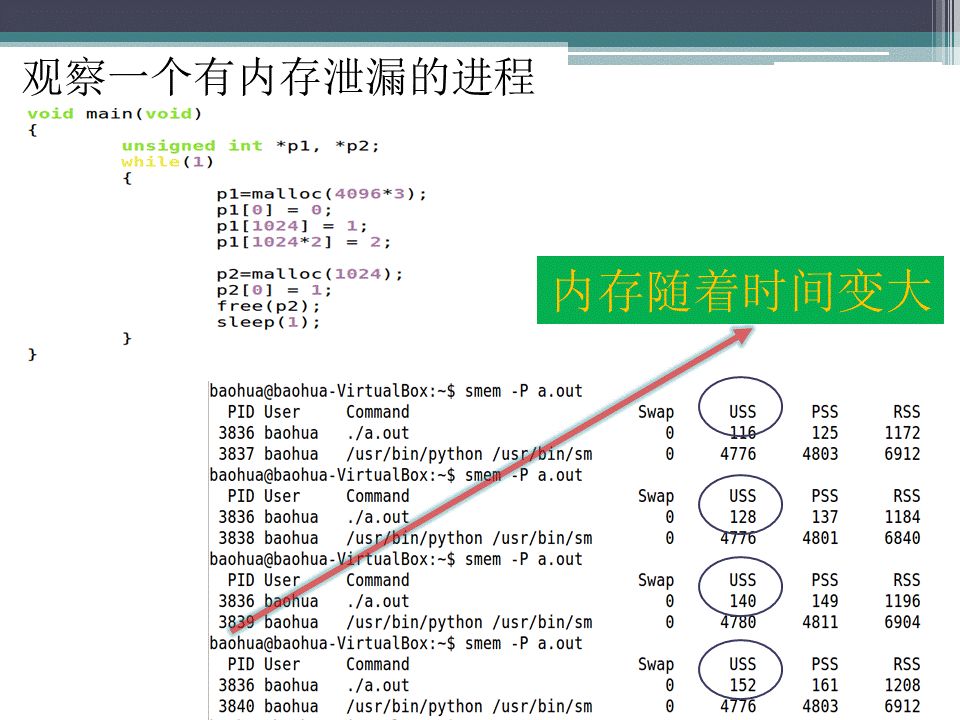 观察一个有内存泄漏的进程
void main(void)
{
unsigned int *p1, *p2;
while(1)
{
p1=malloc(4096*3);
p1[0] = 0;
p1[1024] = 1;
p1[1024*2] = 2;
p2=malloc(1024);
p2[0] = 1;
free(p2);
sleep(1);
}
}
内存随着时间变大
baohua@baohua-VirtualBox:~$ smem -P a.out
PID User Command Swap USS PSS RSS
3836 baohua ./a.out 0 116 125 1172
3837 baohua /usr/bin/python /usr/bin/sm 0 4776 4803 6912
baohua@baohua-VirtualBox:~$ smem -P a.out
PID User Command Swap USS PSS RSS
3836 baohua ./a.out 0 128 137 1184
3838 baohua /usr/bin/python /usr/bin/sm 0 4776 4801 6840
baohua@baohua-VirtualBox:~$ smem -P a.out
PID User Command Swap USS PSS RSS
3836 baohua ./a.out 0 140 149 1196
3839 baohua /usr/bin/python /usr/bin/sm 0 4780 4811 6904
baohua@baohua-VirtualBox:~$ smem -P a.out
PID User Command Swap USS PSS RSS
3836 baohua ./a.out 0 152 161 1208
3840 baohua /usr/bin/python /usr/bin/sm 0 4776 4803 6912